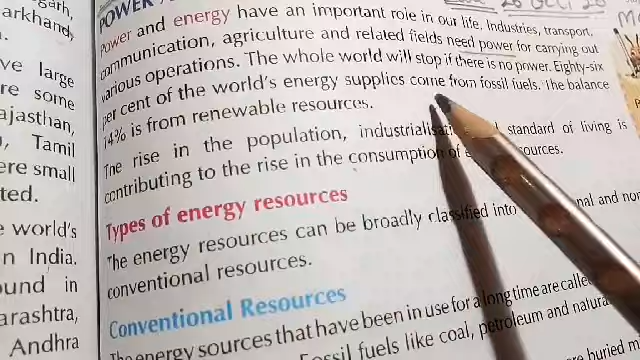 garh,
arkhand,
a.
ve large
re some
ajasthan,
), Tamil
ere small
ted.
e world's
n India.
und in
arashtra,
Andhra
POWER
Power and energy have an important role in our life. Industries, transport,
communication, agriculture and related fields need power for carrying out
various operations. The whole world will stop if there is no power. Eighty-six
per cent of the world's energy supplies come from fossil fuels. The balance
14% is from renewable resources.
The rise in the population, standard of living is
contributing to the rise in the consumption of
Types of energy resources
The energy resources can be broadly classified into and non
conventional resources.
Conventional Resources
The energy sources that have been in use for a long time are called
Fossil fuels like coal, petroleum and natura
re buried m